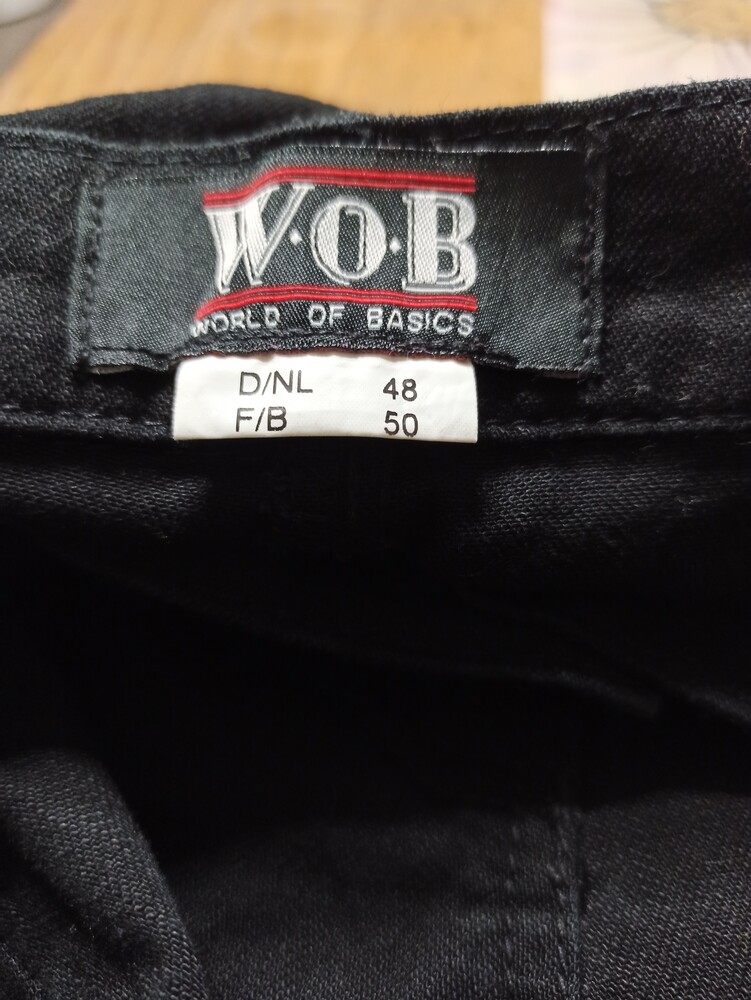 W·O·B
WORLD OF BASICS
D/NL 48
F/B 50